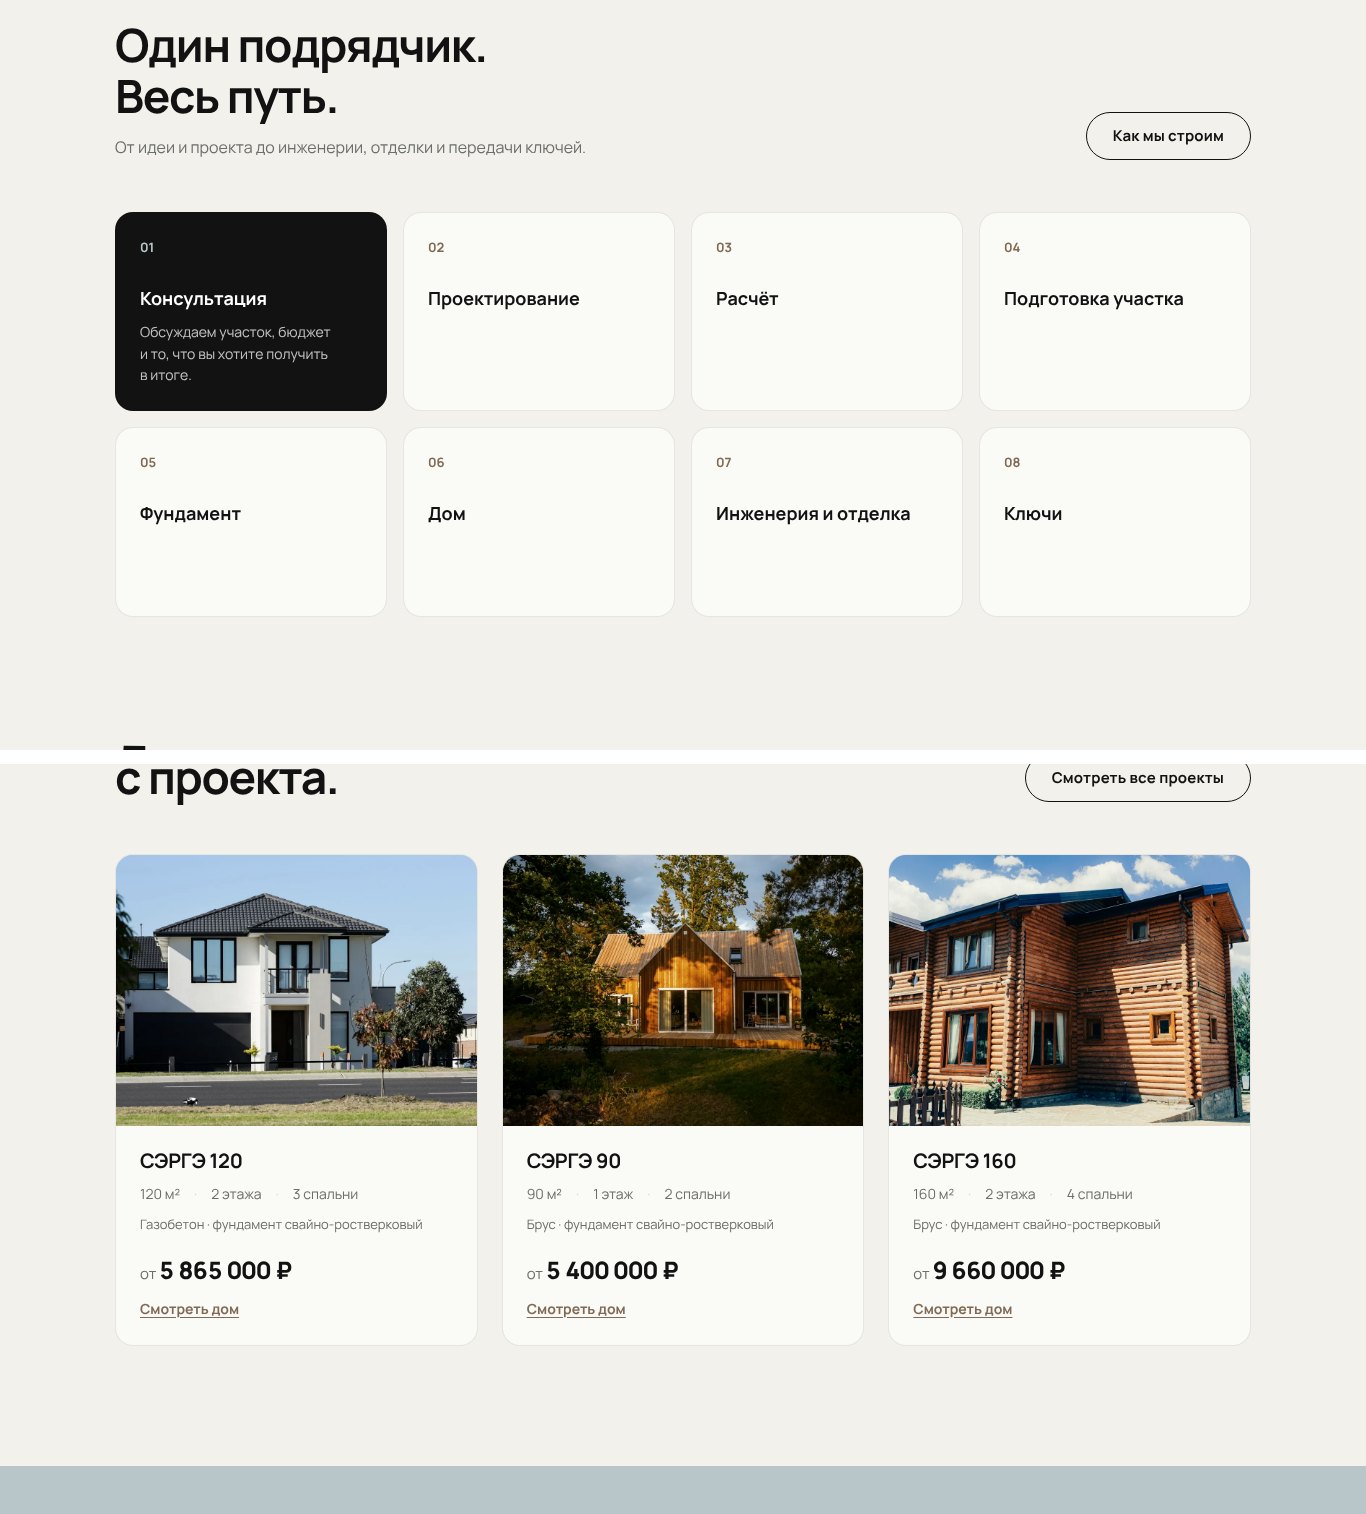 Один подрядчик.
Весь путь.
От идеи и проекта до инженерии, отделки и передачи ключей.
Как мы строим
01
Консультация
Обсуждаем участок, бюджет
и то, что вы хотите получить
в итоге.
02
Проектирование
03
Расчёт
04
Подготовка участка
05
Фундамент
06
Дом
07
Инженерия и отделка
08
Ключи
с проекта.
Смотреть все проекты
СЭРГЭ 120
120 м² · 2 этажа · 3 спальни
Газобетон · фундамент свайно-ростверковый
от 5 865 000 ₽
Смотреть дом
СЭРГЭ 90
90 м² · 1 этаж · 2 спальни
Брус · фундамент свайно-ростверковый
от 5 400 000 ₽
Смотреть дом
СЭРГЭ 160
160 м² · 2 этажа · 4 спальни
Брус · фундамент свайно-ростверковый
от 9 660 000 ₽
Смотреть дом